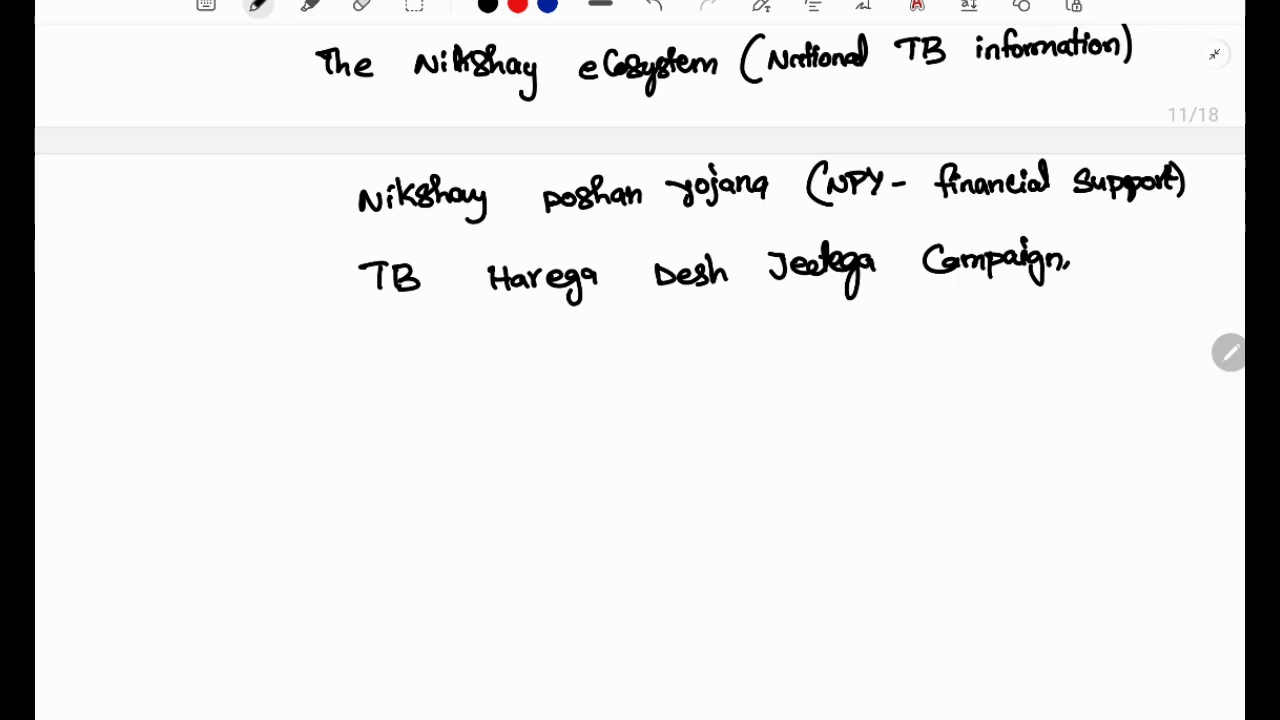 The Nikshay ecosystem (National TB information)
11/18
Nikshay poshan yojana (NPY- financial Support)
TB Harega Desh Jeetega Campaign.